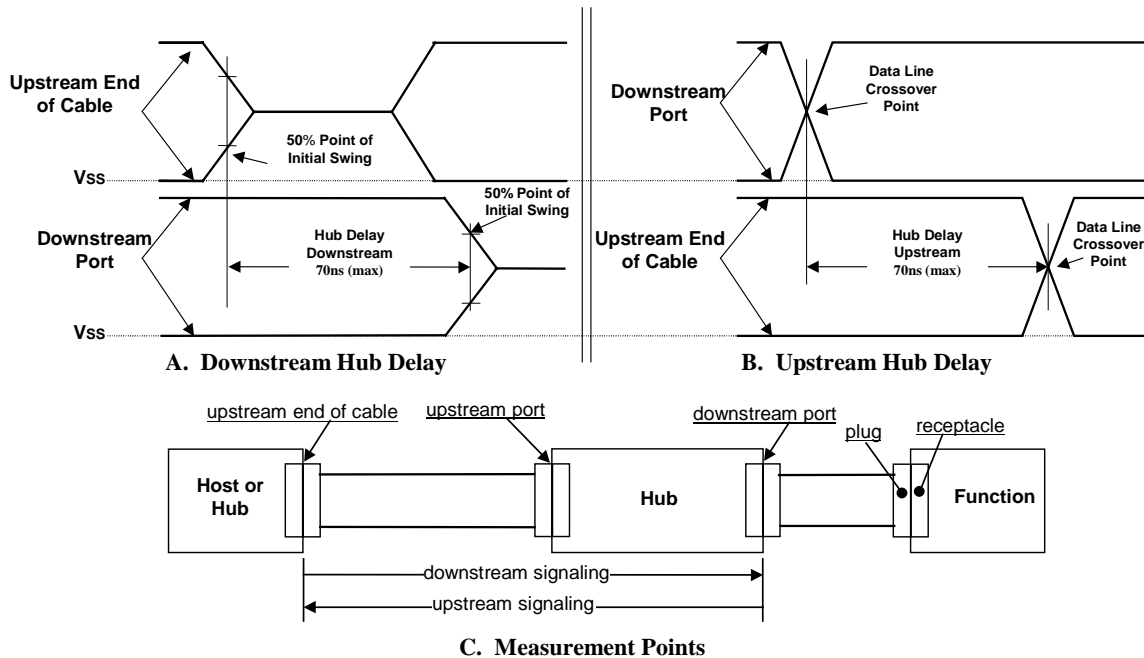 Upstream End
of Cable
50% Point of
Initial Swing
VSS
50% Point of
Initial Swing
Downstream
Port
Hub Delay
Downstream
70ns (max)
VSS
A. Downstream Hub Delay
Downstream
Port
Data Line
Crossover
Point
Upstream End
of Cable
Hub Delay
Upstream
70ns (max)
Data Line
Crossover
Point
B. Upstream Hub Delay
upstream end of cable
upstream port
downstream port
plug
receptacle
Host or
Hub
Hub
Function
downstream signaling
upstream signaling
C. Measurement Points